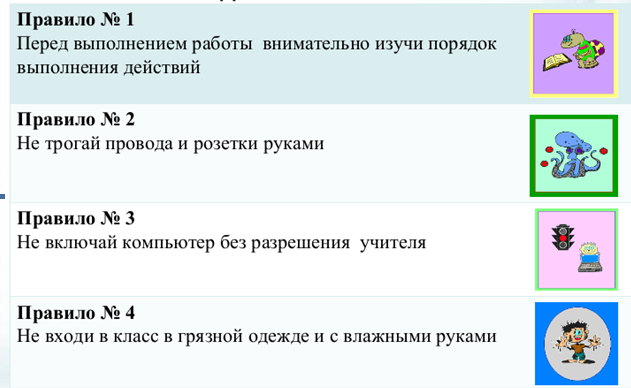 Правило № 1
Перед выполнением работы внимательно изучи порядок
выполнения действий
Правило № 2
Не трогай провода и розетки руками
Правило № 3
Не включай компьютер без разрешения учителя
Правило № 4
Не входи в класс в грязной одежде и с влажными руками